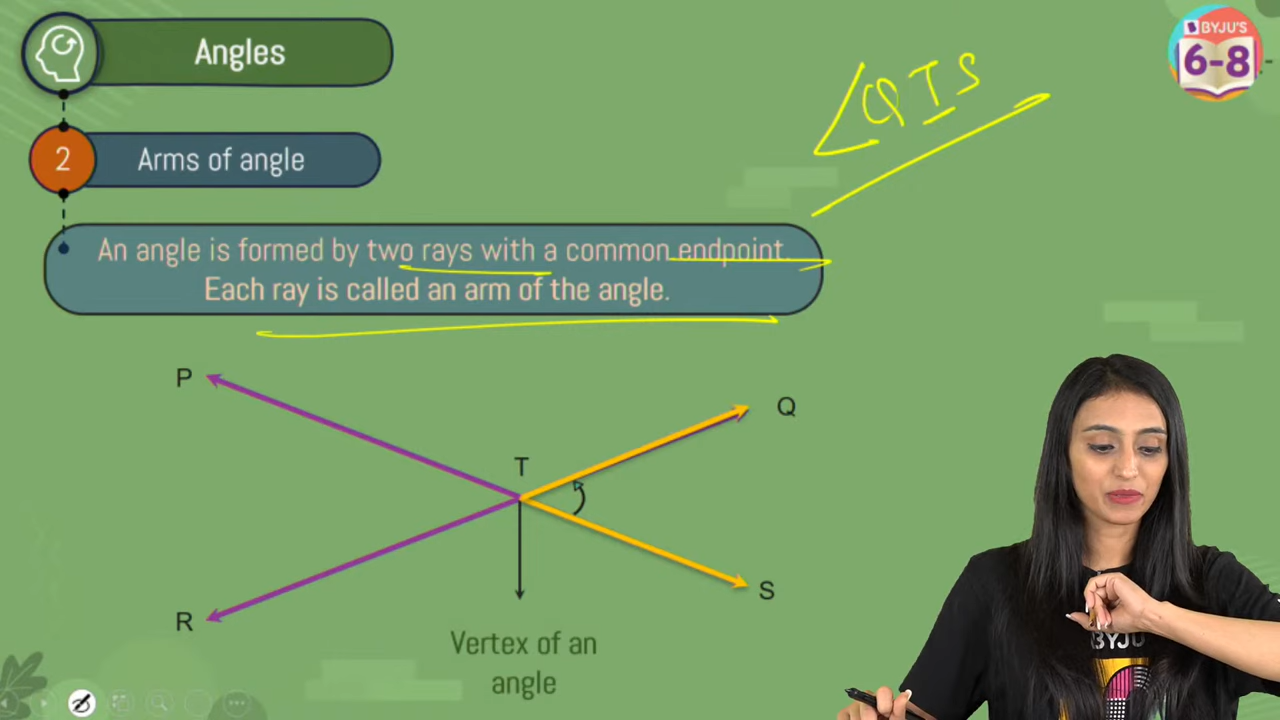 Angles
BYJU'S
6-8
∠QTS
2
Arms of angle
An angle is formed by two rays with a common endpoint.
Each ray is called an arm of the angle.
P
Q
T
R
S
Vertex of an
angle
BYJU